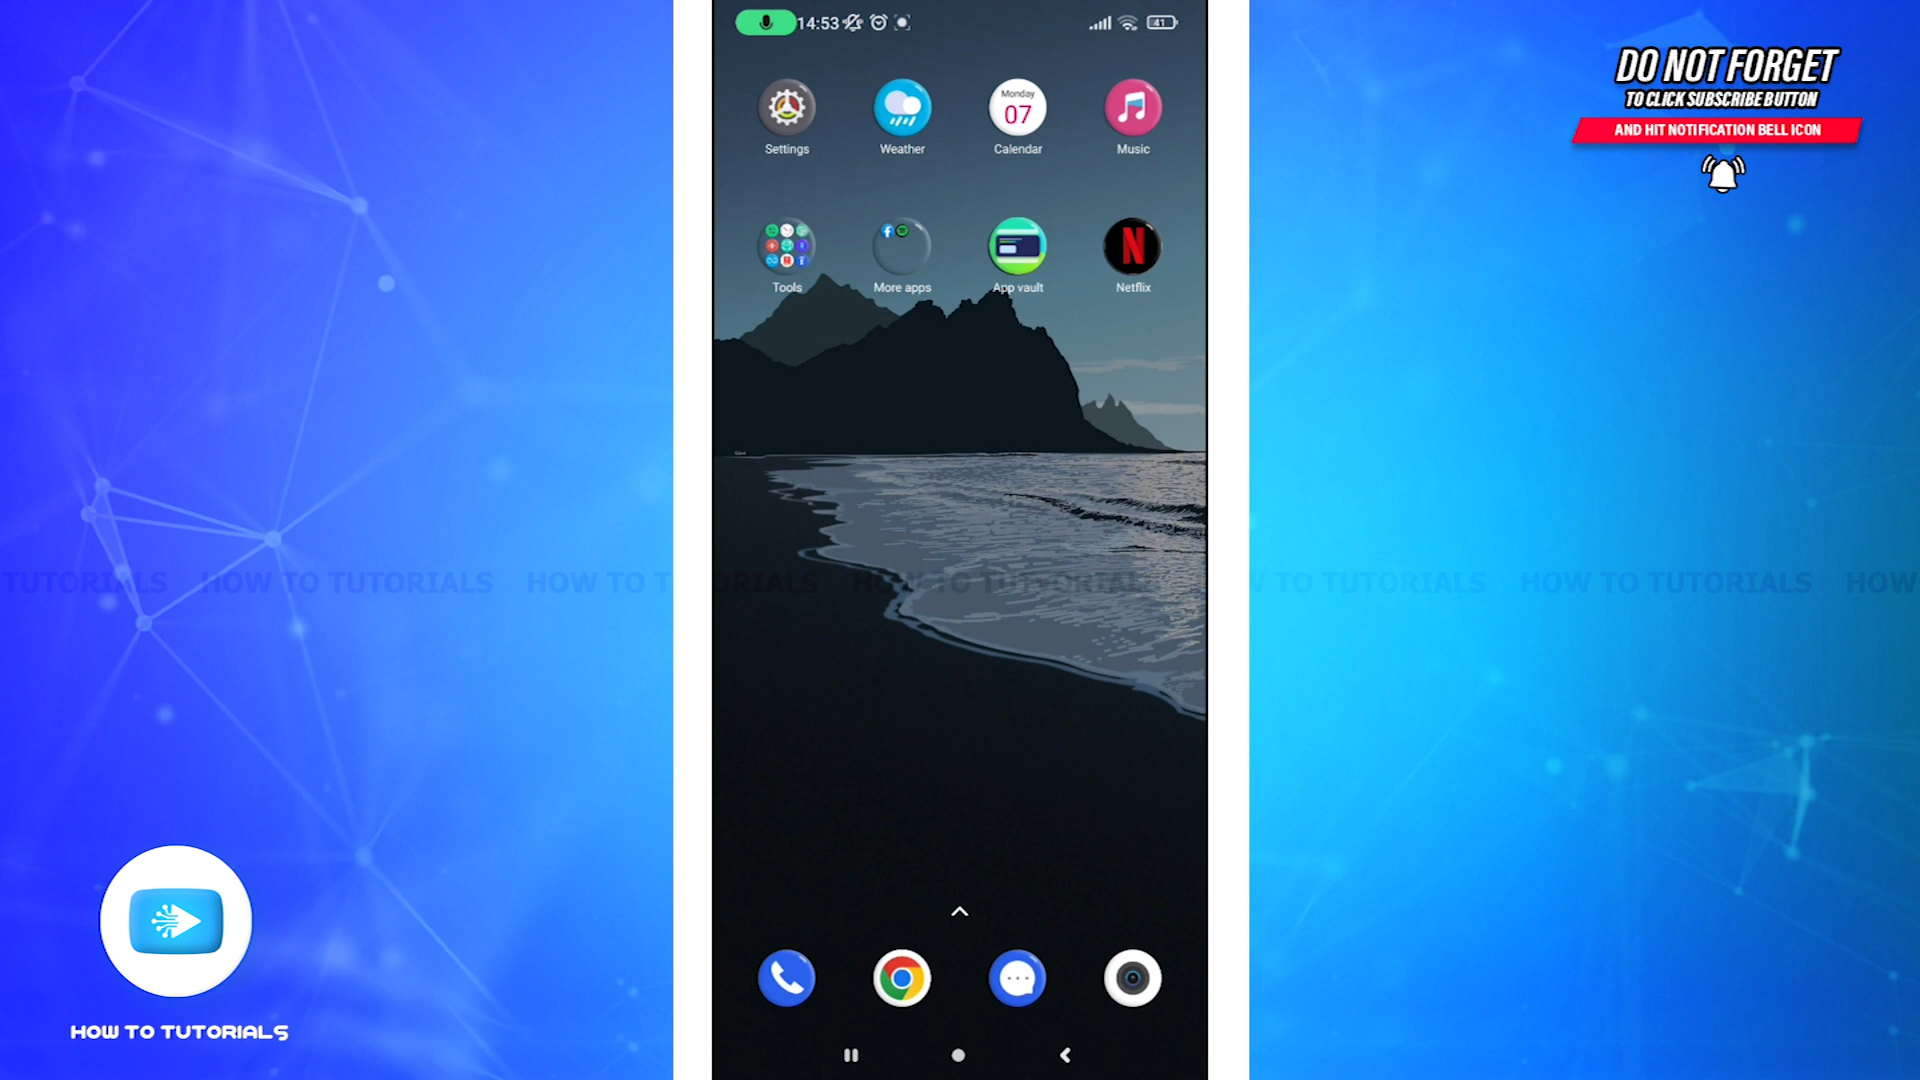 14:53
41
DO NOT FORGET
TO CLICK SUBSCRIBE BUTTON
AND HIT NOTIFICATION BELL ICON
Monday
07
Settings
Weather
Calendar
Music
N
Tools
More apps
App vault
Netflix
TUTORIALS HOW TO TUTORIALS HOW TO T
ORIALS HOW TO TUTORIALS
W TO TUTORIALS HOW TO TUTORIALS HOW
HOW TO TUTORIALS